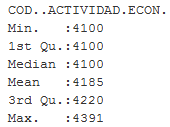 COD..ACTIVIDAD.ECON.
Min.   :4100
1st Qu.:4100
Median :4100
Mean   :4185
3rd Qu.:4220
Max.   :4391